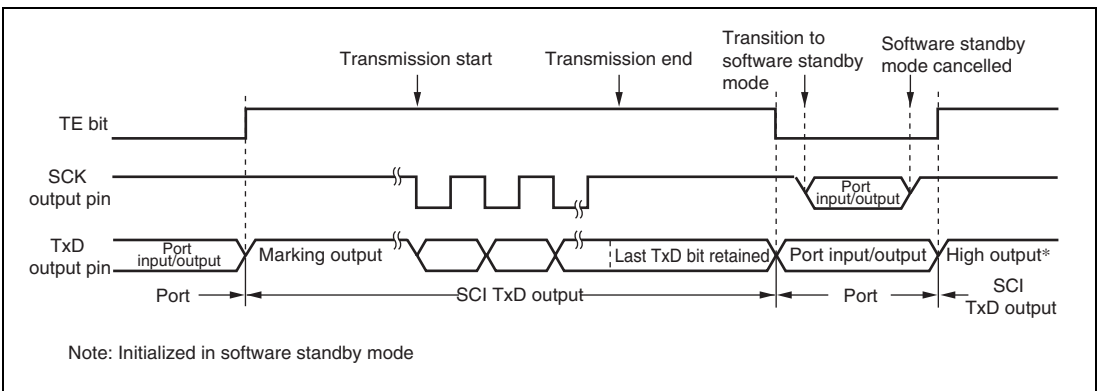 Transmission start
Transmission end
Transition to
software standby
mode
Software standby
mode cancelled
TE bit
SCK
output pin
Port
input/output
TxD
output pin
Port
input/output
Marking output
Last TxD bit retained
Port input/output
High output*
Port
SCI TxD output
Port
SCI
TxD output
Note: Initialized in software standby mode